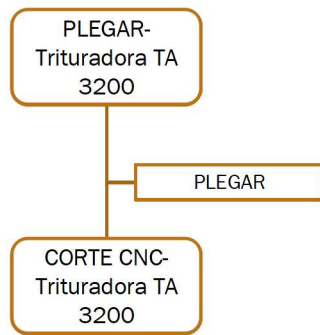 PLEGAR-
Trituradora TA
3200
PLEGAR
CORTE CNC-
Trituradora TA
3200